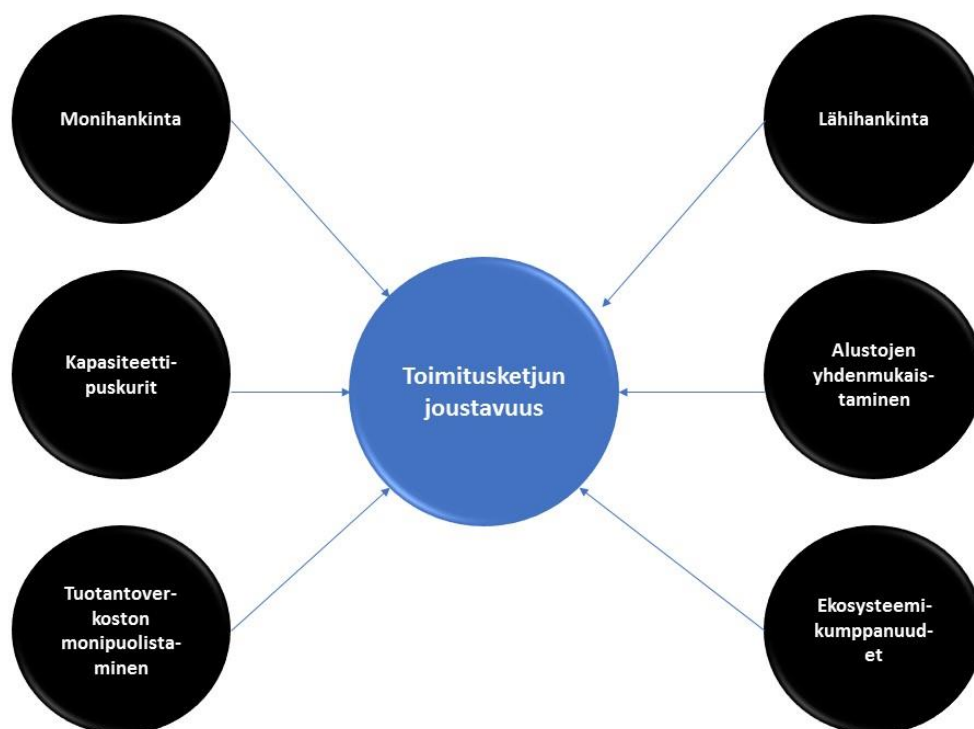 Monihankinta
Lähihankinta
Kapasiteetti-
puskurit
Toimitusketjun
joustavuus
Alustojen
yhdenmukais-
taminen
Tuotantover-
koston
monipuolista-
minen
Ekosysteemi-
kumppanuud-
et